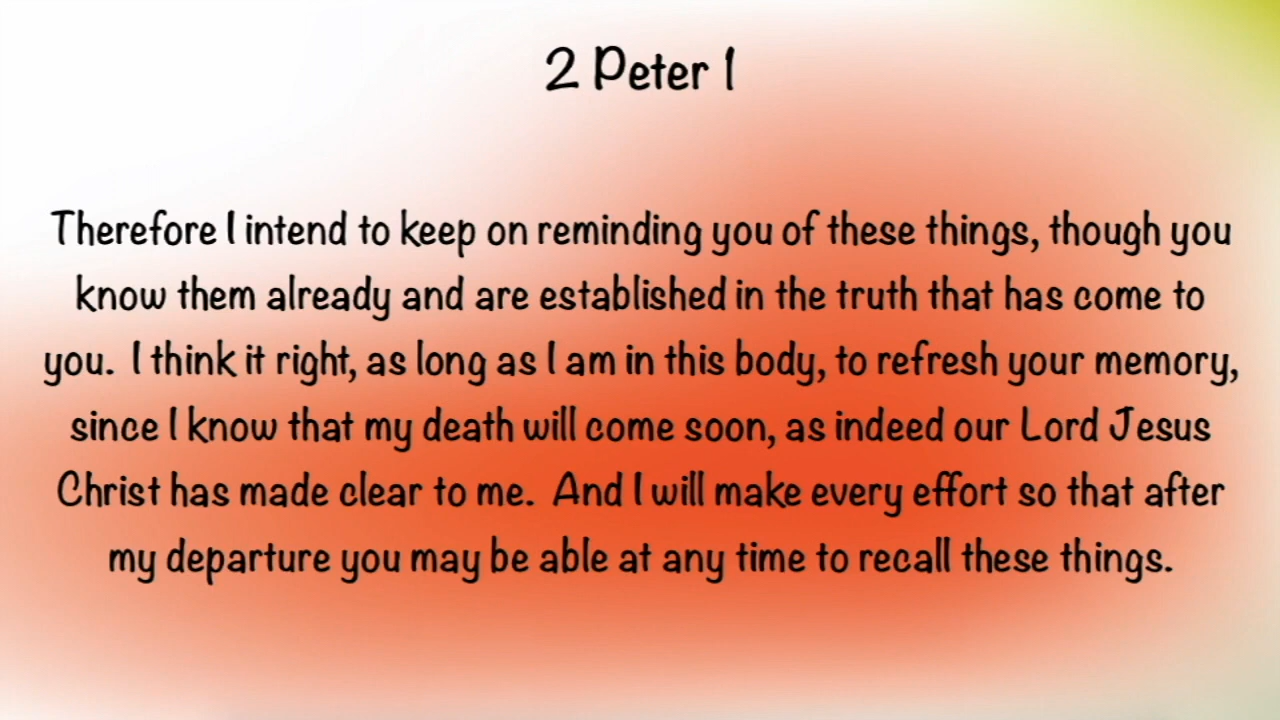 2 Peter 1
Therefore I intend to keep on reminding you of these things, though you
know them already and are established in the truth that has come to
you.  I think it right, as long as I am in this body, to refresh your memory,
since I know that my death will come soon, as indeed our Lord Jesus
Christ has made clear to me.  And I will make every effort so that after
my departure you may be able at any time to recall these things.